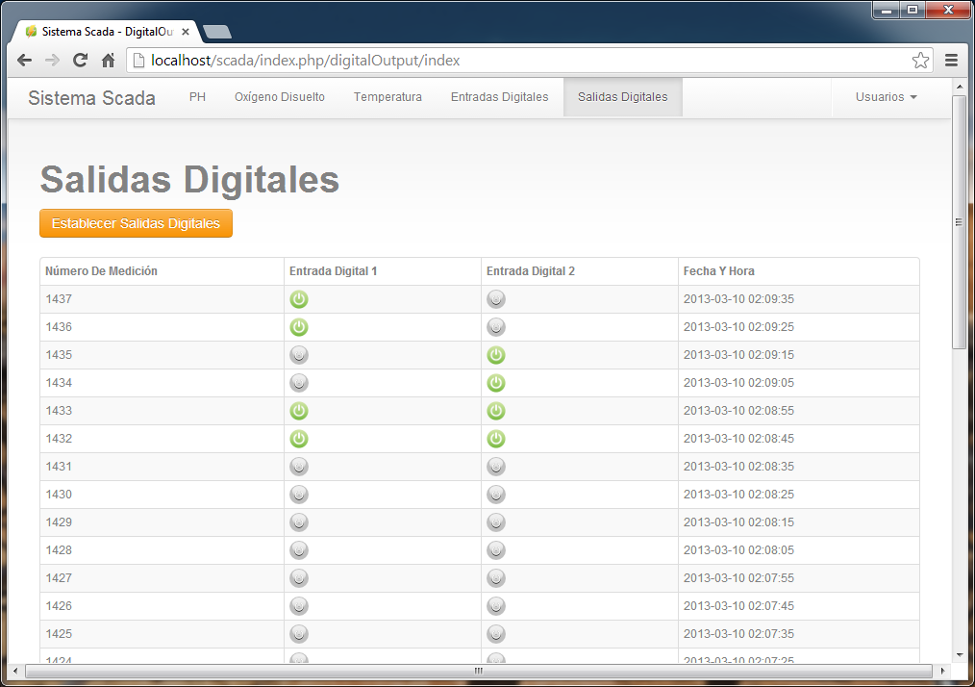 Sistema Scada - DigitalOu
localhost/scada/index.php/digitalOutput/index
Sistema Scada PH Oxígeno Disuelto Temperatura Entradas Digitales Salidas Digitales Usuarios
Salidas Digitales
Establecer Salidas Digitales
Número De Medición Entrada Digital 1 Entrada Digital 2 Fecha Y Hora
1437 2013-03-10 02:09:35
1436 2013-03-10 02:09:25
1435 2013-03-10 02:09:15
1434 2013-03-10 02:09:05
1433 2013-03-10 02:08:55
1432 2013-03-10 02:08:45
1431 2013-03-10 02:08:35
1430 2013-03-10 02:08:25
1429 2013-03-10 02:08:15
1428 2013-03-10 02:08:05
1427 2013-03-10 02:07:55
1426 2013-03-10 02:07:45
1425 2013-03-10 02:07:35
1424 2013-03-10 02:07:25